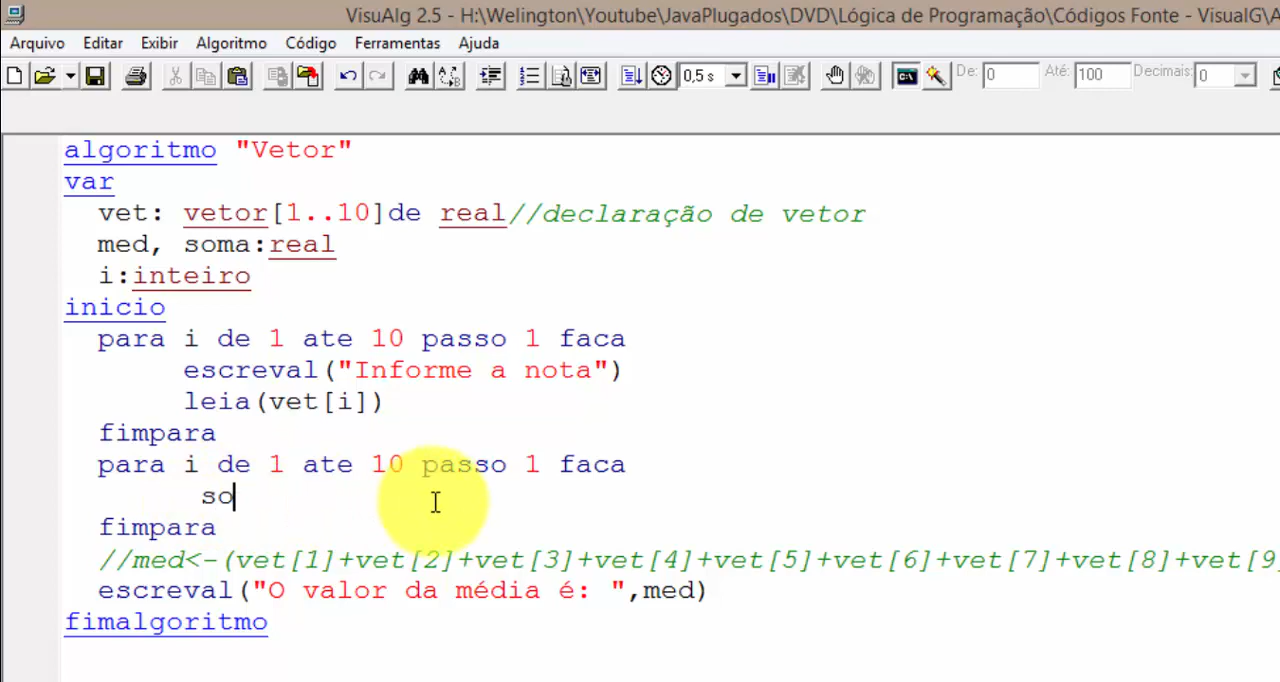 VisuAlg 2.5 - H:\Welington\Youtube\JavaPlugados\DVD\Lógica de Programação\Códigos Fonte - VisualG\A
Arquivo Editar Exibir Algoritmo Código Ferramentas Ajuda
0,5 s De: 0 Até: 100 Decimais: 0
algoritmo "Vetor"
var
vet: vetor[1..10]de real//declaração de vetor
med, soma:real
i:inteiro
inicio
para i de 1 ate 10 passo 1 faca
escreval("Informe a nota")
leia(vet[i])
fimpara
para i de 1 ate 10 passo 1 faca
so
fimpara
//med<-(vet[1]+vet[2]+vet[3]+vet[4]+vet[5]+vet[6]+vet[7]+vet[8]+vet[9
escreval("O valor da média é: ",med)
fimalgoritmo